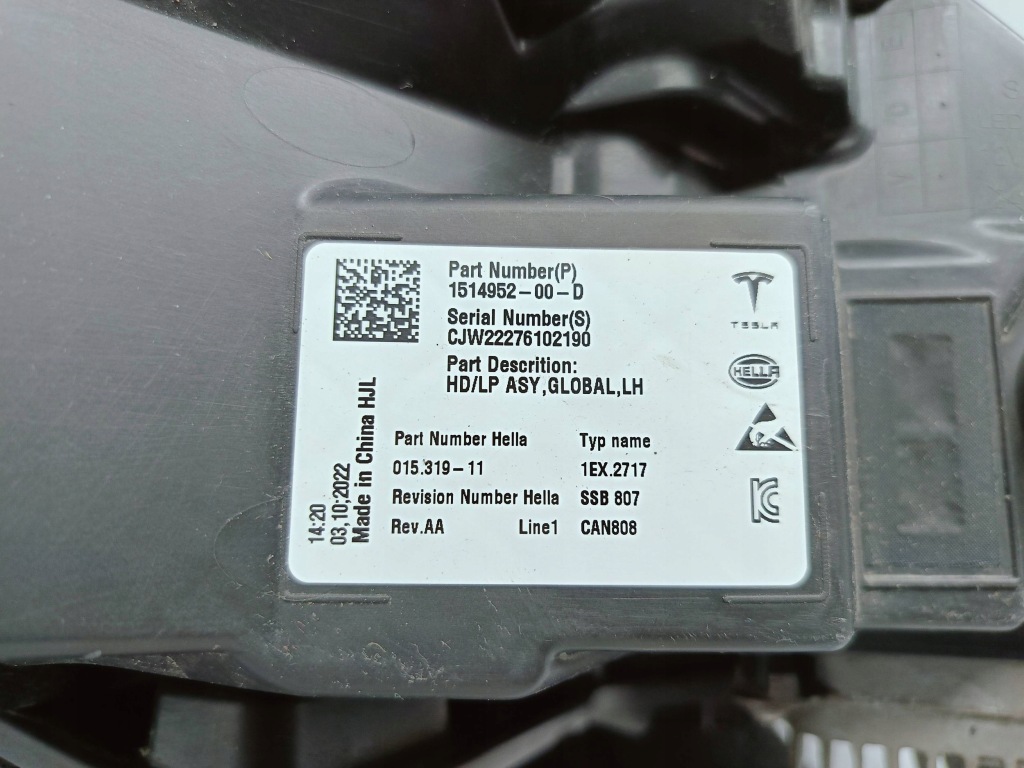 Part Number(P)
1514952-00-D
Serial Number(S)
CJW22276102190
Part Descrition:
HD/LP ASY,GLOBAL,LH
TESLA
HELLA
Part Number Hella Typ name
015.319-11 1EX.2717
Revision Number Hella SSB 807
Rev.AA Line1 CAN808
14:20
03,10;2022
Made in China HJL